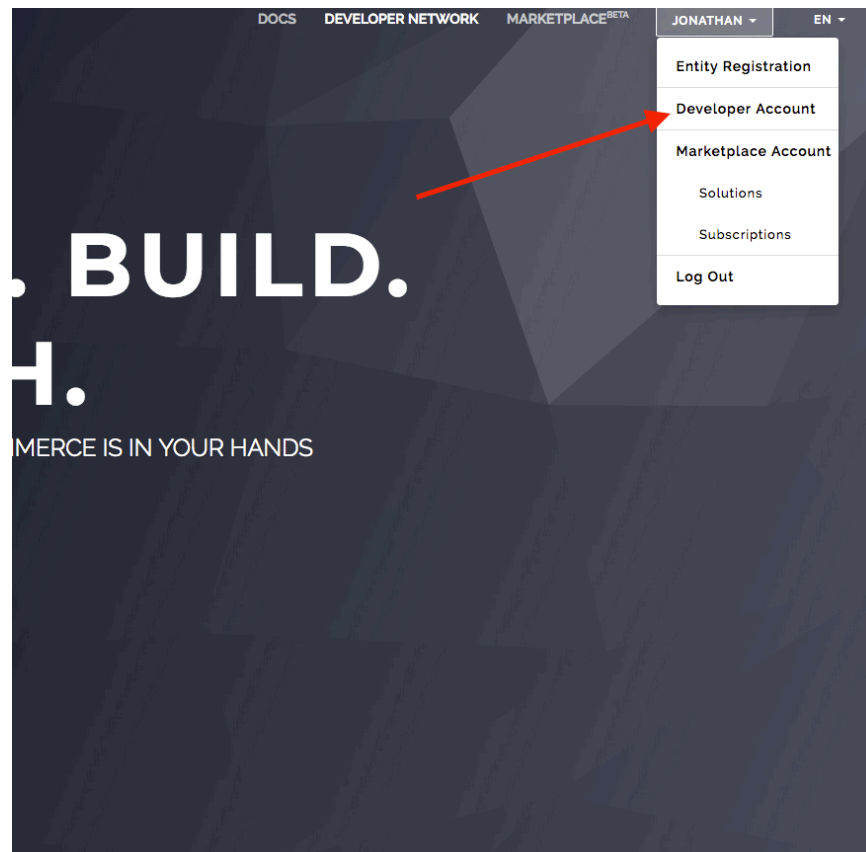 DOCS DEVELOPER NETWORK MARKETPLACEBETA JONATHAN EN
Entity Registration
Developer Account
Marketplace Account
Solutions
Subscriptions
Log Out
. BUILD.
H.
MMERCE IS IN YOUR HANDS